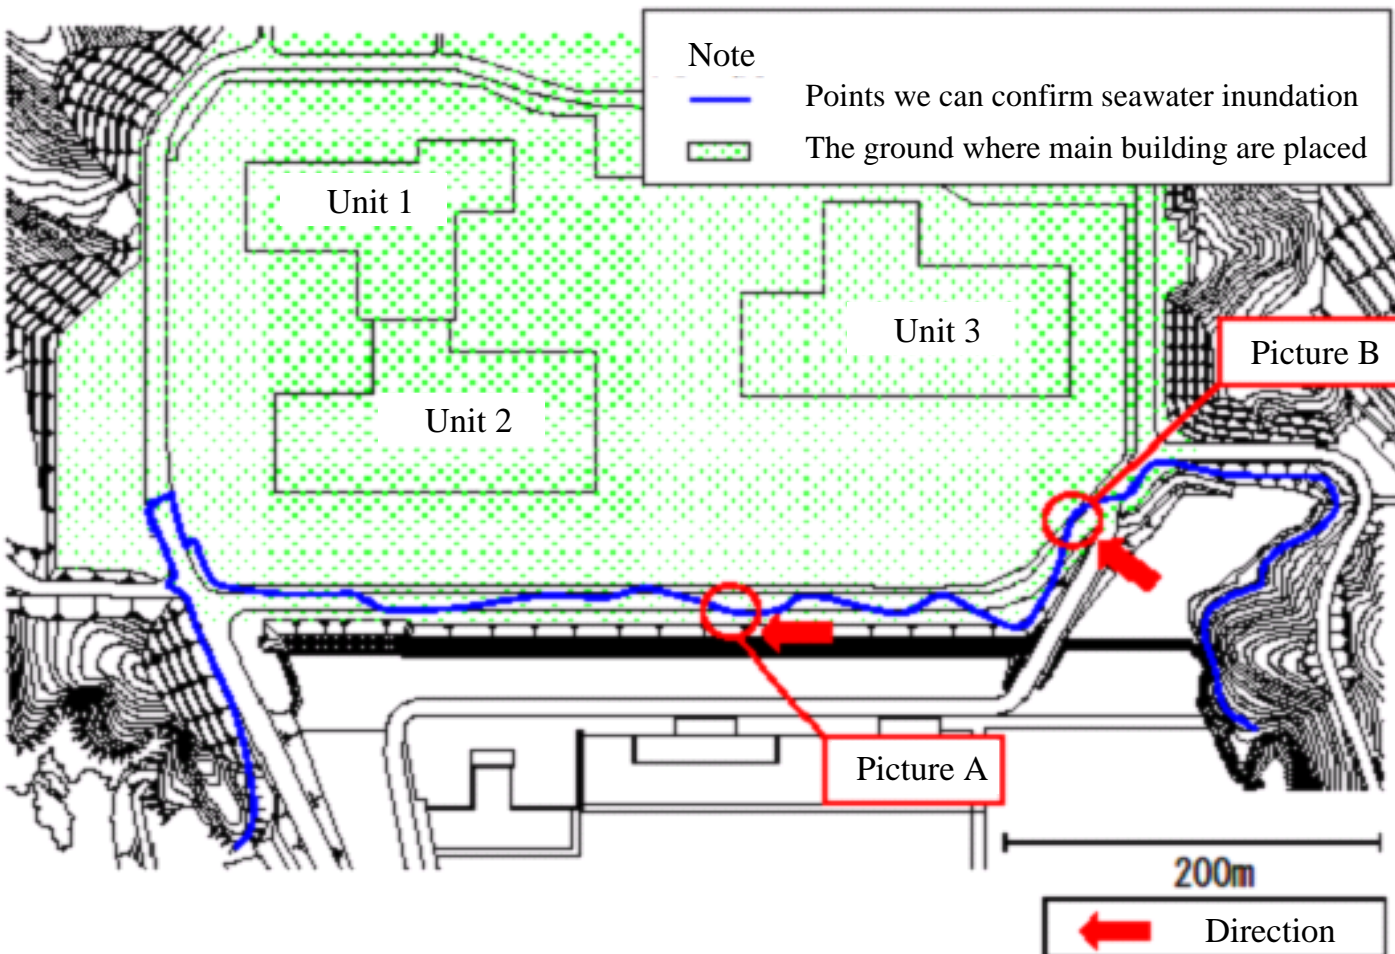 Note
Points we can confirm seawater inundation
The ground where main building are placed
Unit 1
Unit 3
Picture B
Unit 2
Picture A
200m
Direction